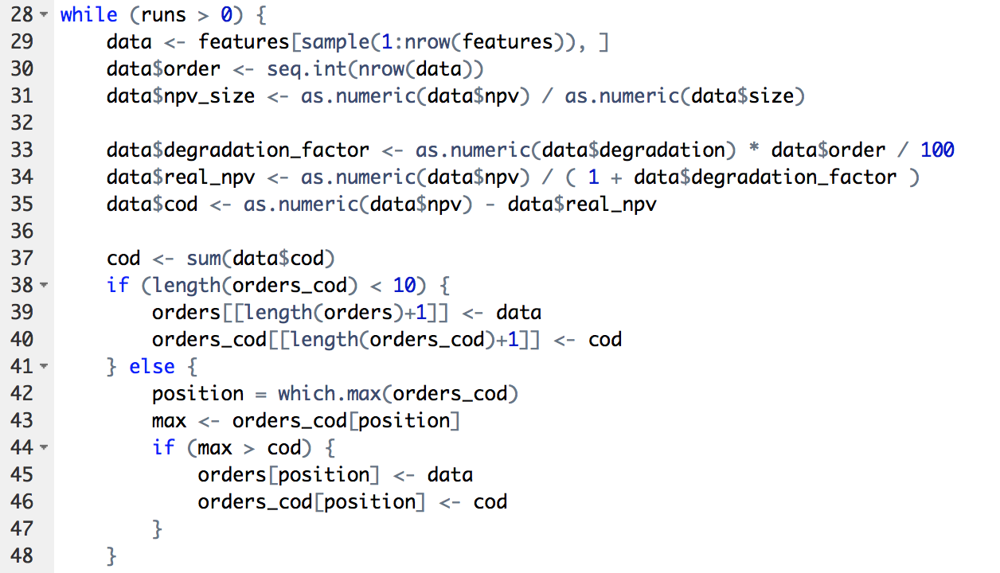 28 while (runs > 0) {
29     data <- features[sample(1:nrow(features)), ]
30     data$order <- seq.int(nrow(data))
31     data$npv_size <- as.numeric(data$npv) / as.numeric(data$size)
32
33     data$degradation_factor <- as.numeric(data$degradation) * data$order / 100
34     data$real_npv <- as.numeric(data$npv) / ( 1 + data$degradation_factor )
35     data$cod <- as.numeric(data$npv) - data$real_npv
36
37     cod <- sum(data$cod)
38     if (length(orders_cod) < 10) {
39         orders[[length(orders)+1]] <- data
40         orders_cod[[length(orders_cod)+1]] <- cod
41     } else {
42         position = which.max(orders_cod)
43         max <- orders_cod[position]
44         if (max > cod) {
45             orders[position] <- data
46             orders_cod[position] <- cod
47         }
48     }